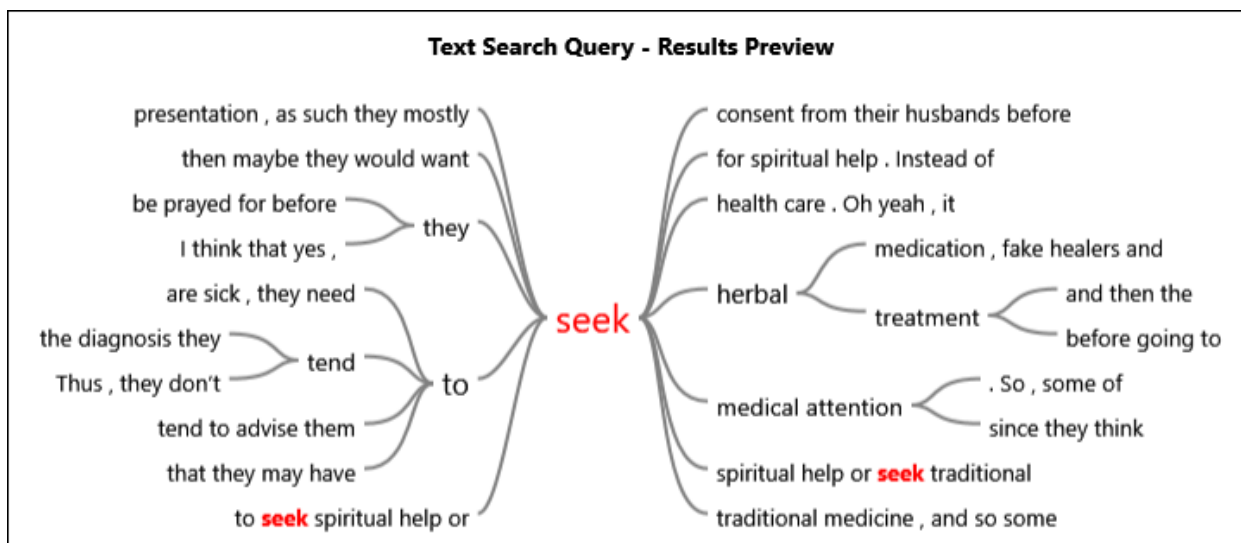 Text Search Query - Results Preview
presentation , as such they mostly
then maybe they would want
be prayed for before
I think that yes ,
they
are sick , they need
the diagnosis they
Thus , they don't
tend
tend to advise them
that they may have
to
to seek spiritual help or
seek
consent from their husbands before
for spiritual help . Instead of
health care . Oh yeah , it
herbal
medication , fake healers and
treatment
and then the
before going to
medical attention
. So , some of
since they think
spiritual help or seek traditional
traditional medicine , and so some